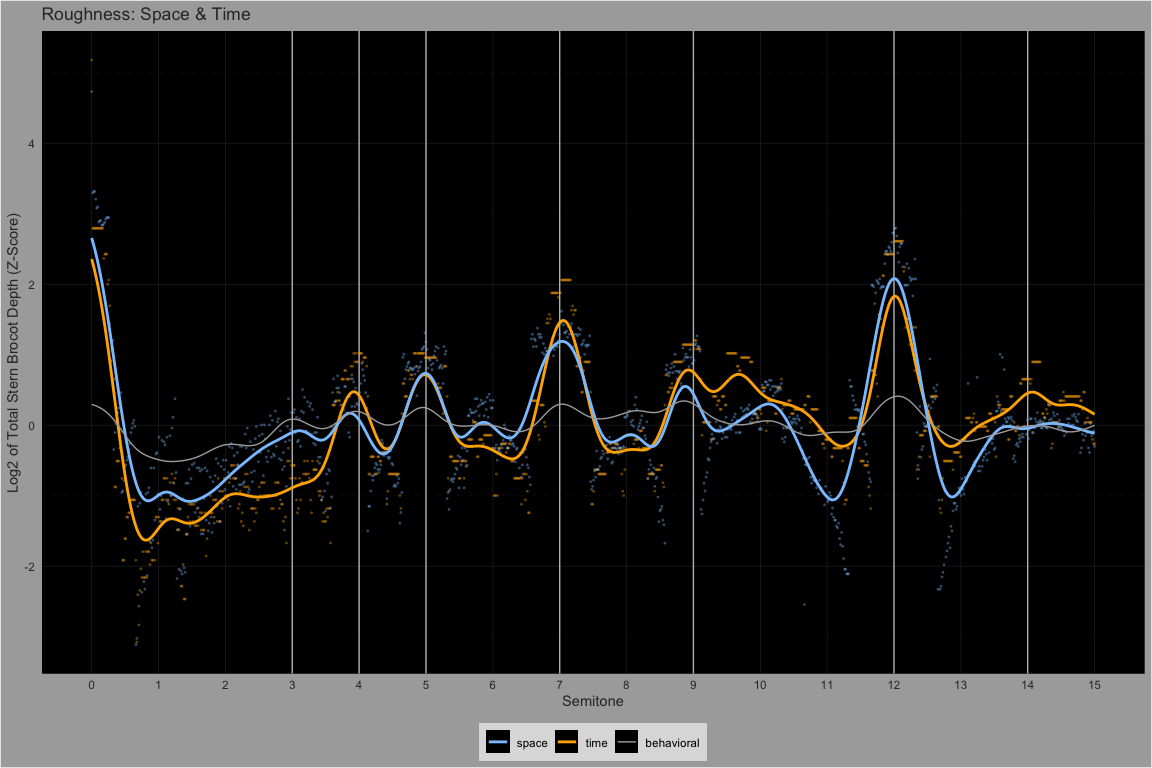 Roughness: Space & Time
Log2 of Total Stern Brocot Depth (Z-Score)
4
2
0
-2
0 1 2 3 4 5 6 7 8 9 10 11 12 13 14 15
Semitone
space time behavioral